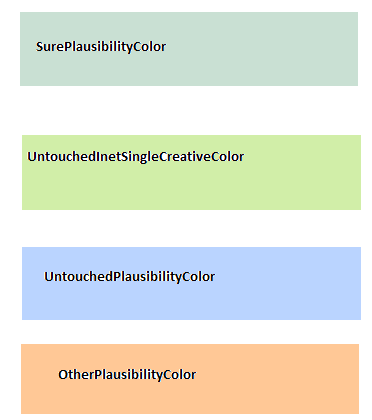 SurePlausibilityColor
UntouchedInetSingleCreativeColor
UntouchedPlausibilityColor
OtherPlausibilityColor